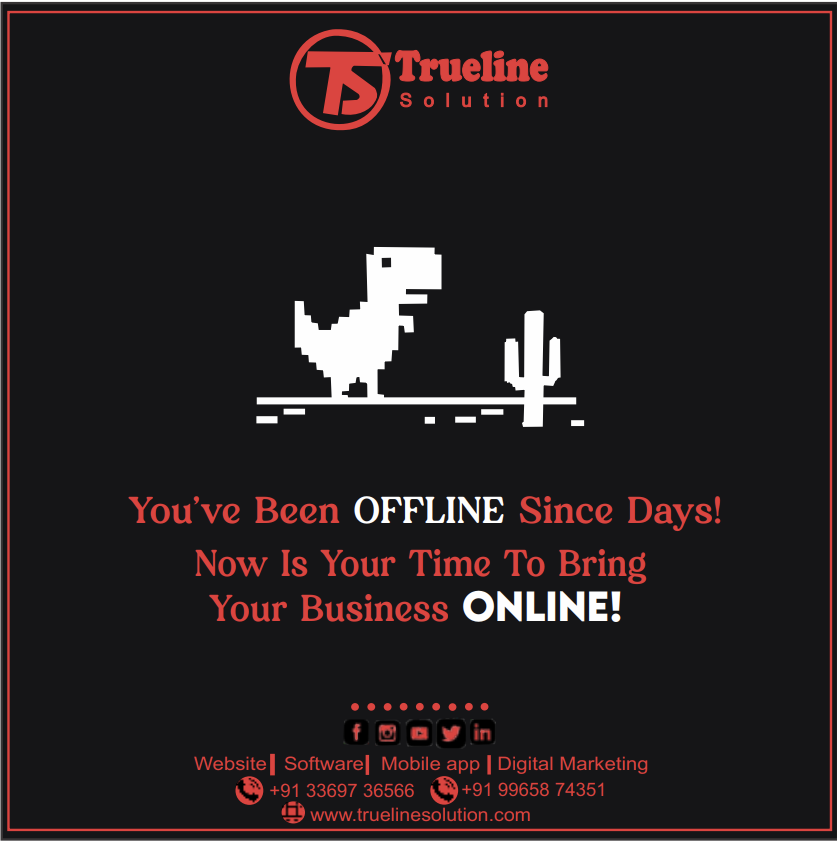 TS Trueline
Solution
You've Been OFFLINE Since Days!
Now Is Your Time To Bring
Your Business ONLINE!
Website | Software | Mobile app | Digital Marketing
+91 33697 36566 +91 99658 74351
www.truelinesolution.com